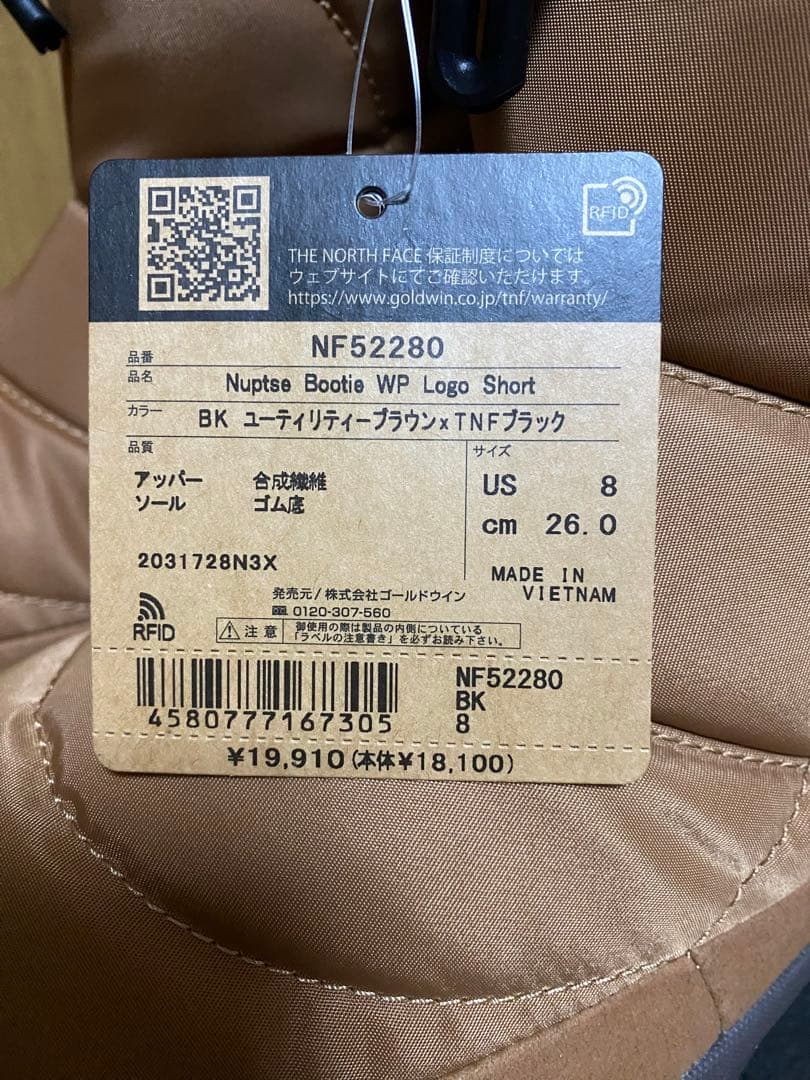 RFID
THE NORTH FACE 保証制度については
ウェブサイトにてご確認いただけます。
https://www.goldwin.co.jp/tnf/warranty/
品番 NF52280
品名 Nuptse Bootie WP Logo Short
カラー BK ユーティリティーブラウンxTNFブラック
品質
アッパー 合成繊維
ソール ゴム底
サイズ
US 8
cm 26.0
2031728N3X
MADE IN
VIETNAM
発売元/株式会社ゴールドウイン
0120-307-560
RFID
注意 御使用の際は製品の内側についている
「ラベルの注意書き」を必ずお読み下さい。
4580777167305
NF52280
BK
8
¥19,910(本体¥18,100)